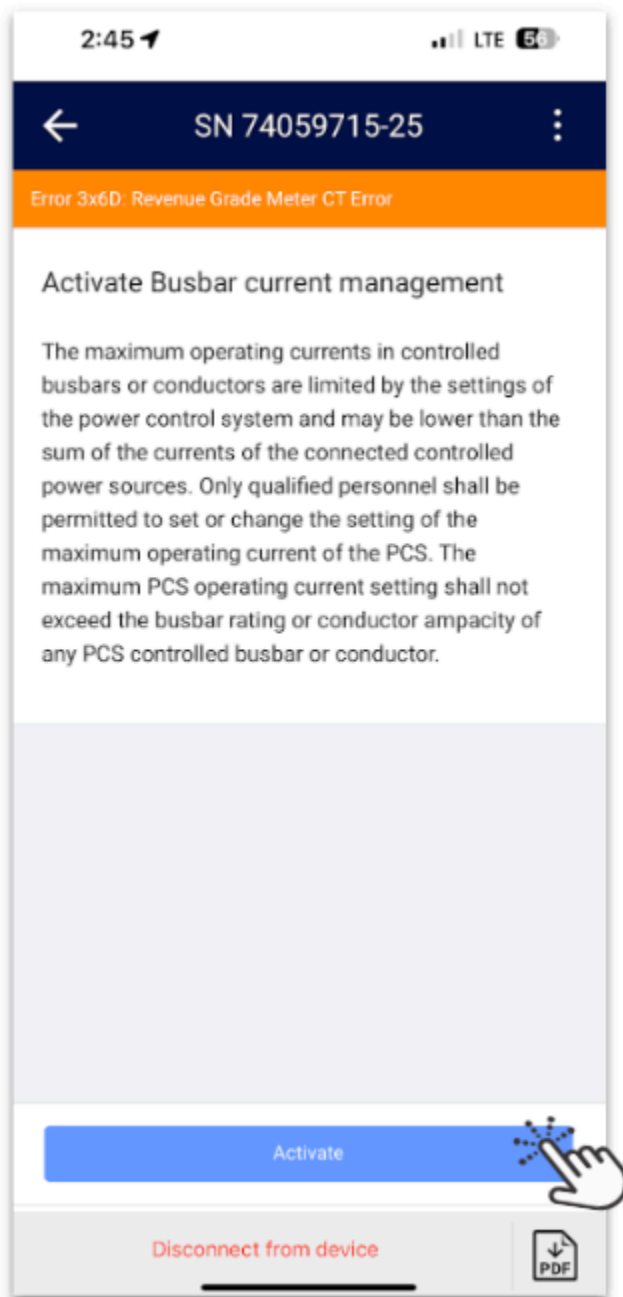 2:45 LTE 56
SN 74059715-25
Error 3x6D: Revenue Grade Meter CT Error
Activate Busbar current management
The maximum operating currents in controlled
busbars or conductors are limited by the settings of
the power control system and may be lower than the
sum of the currents of the connected controlled
power sources. Only qualified personnel shall be
permitted to set or change the setting of the
maximum operating current of the PCS. The
maximum PCS operating current setting shall not
exceed the busbar rating or conductor ampacity of
any PCS controlled busbar or conductor.
Activate
Disconnect from device
PDF